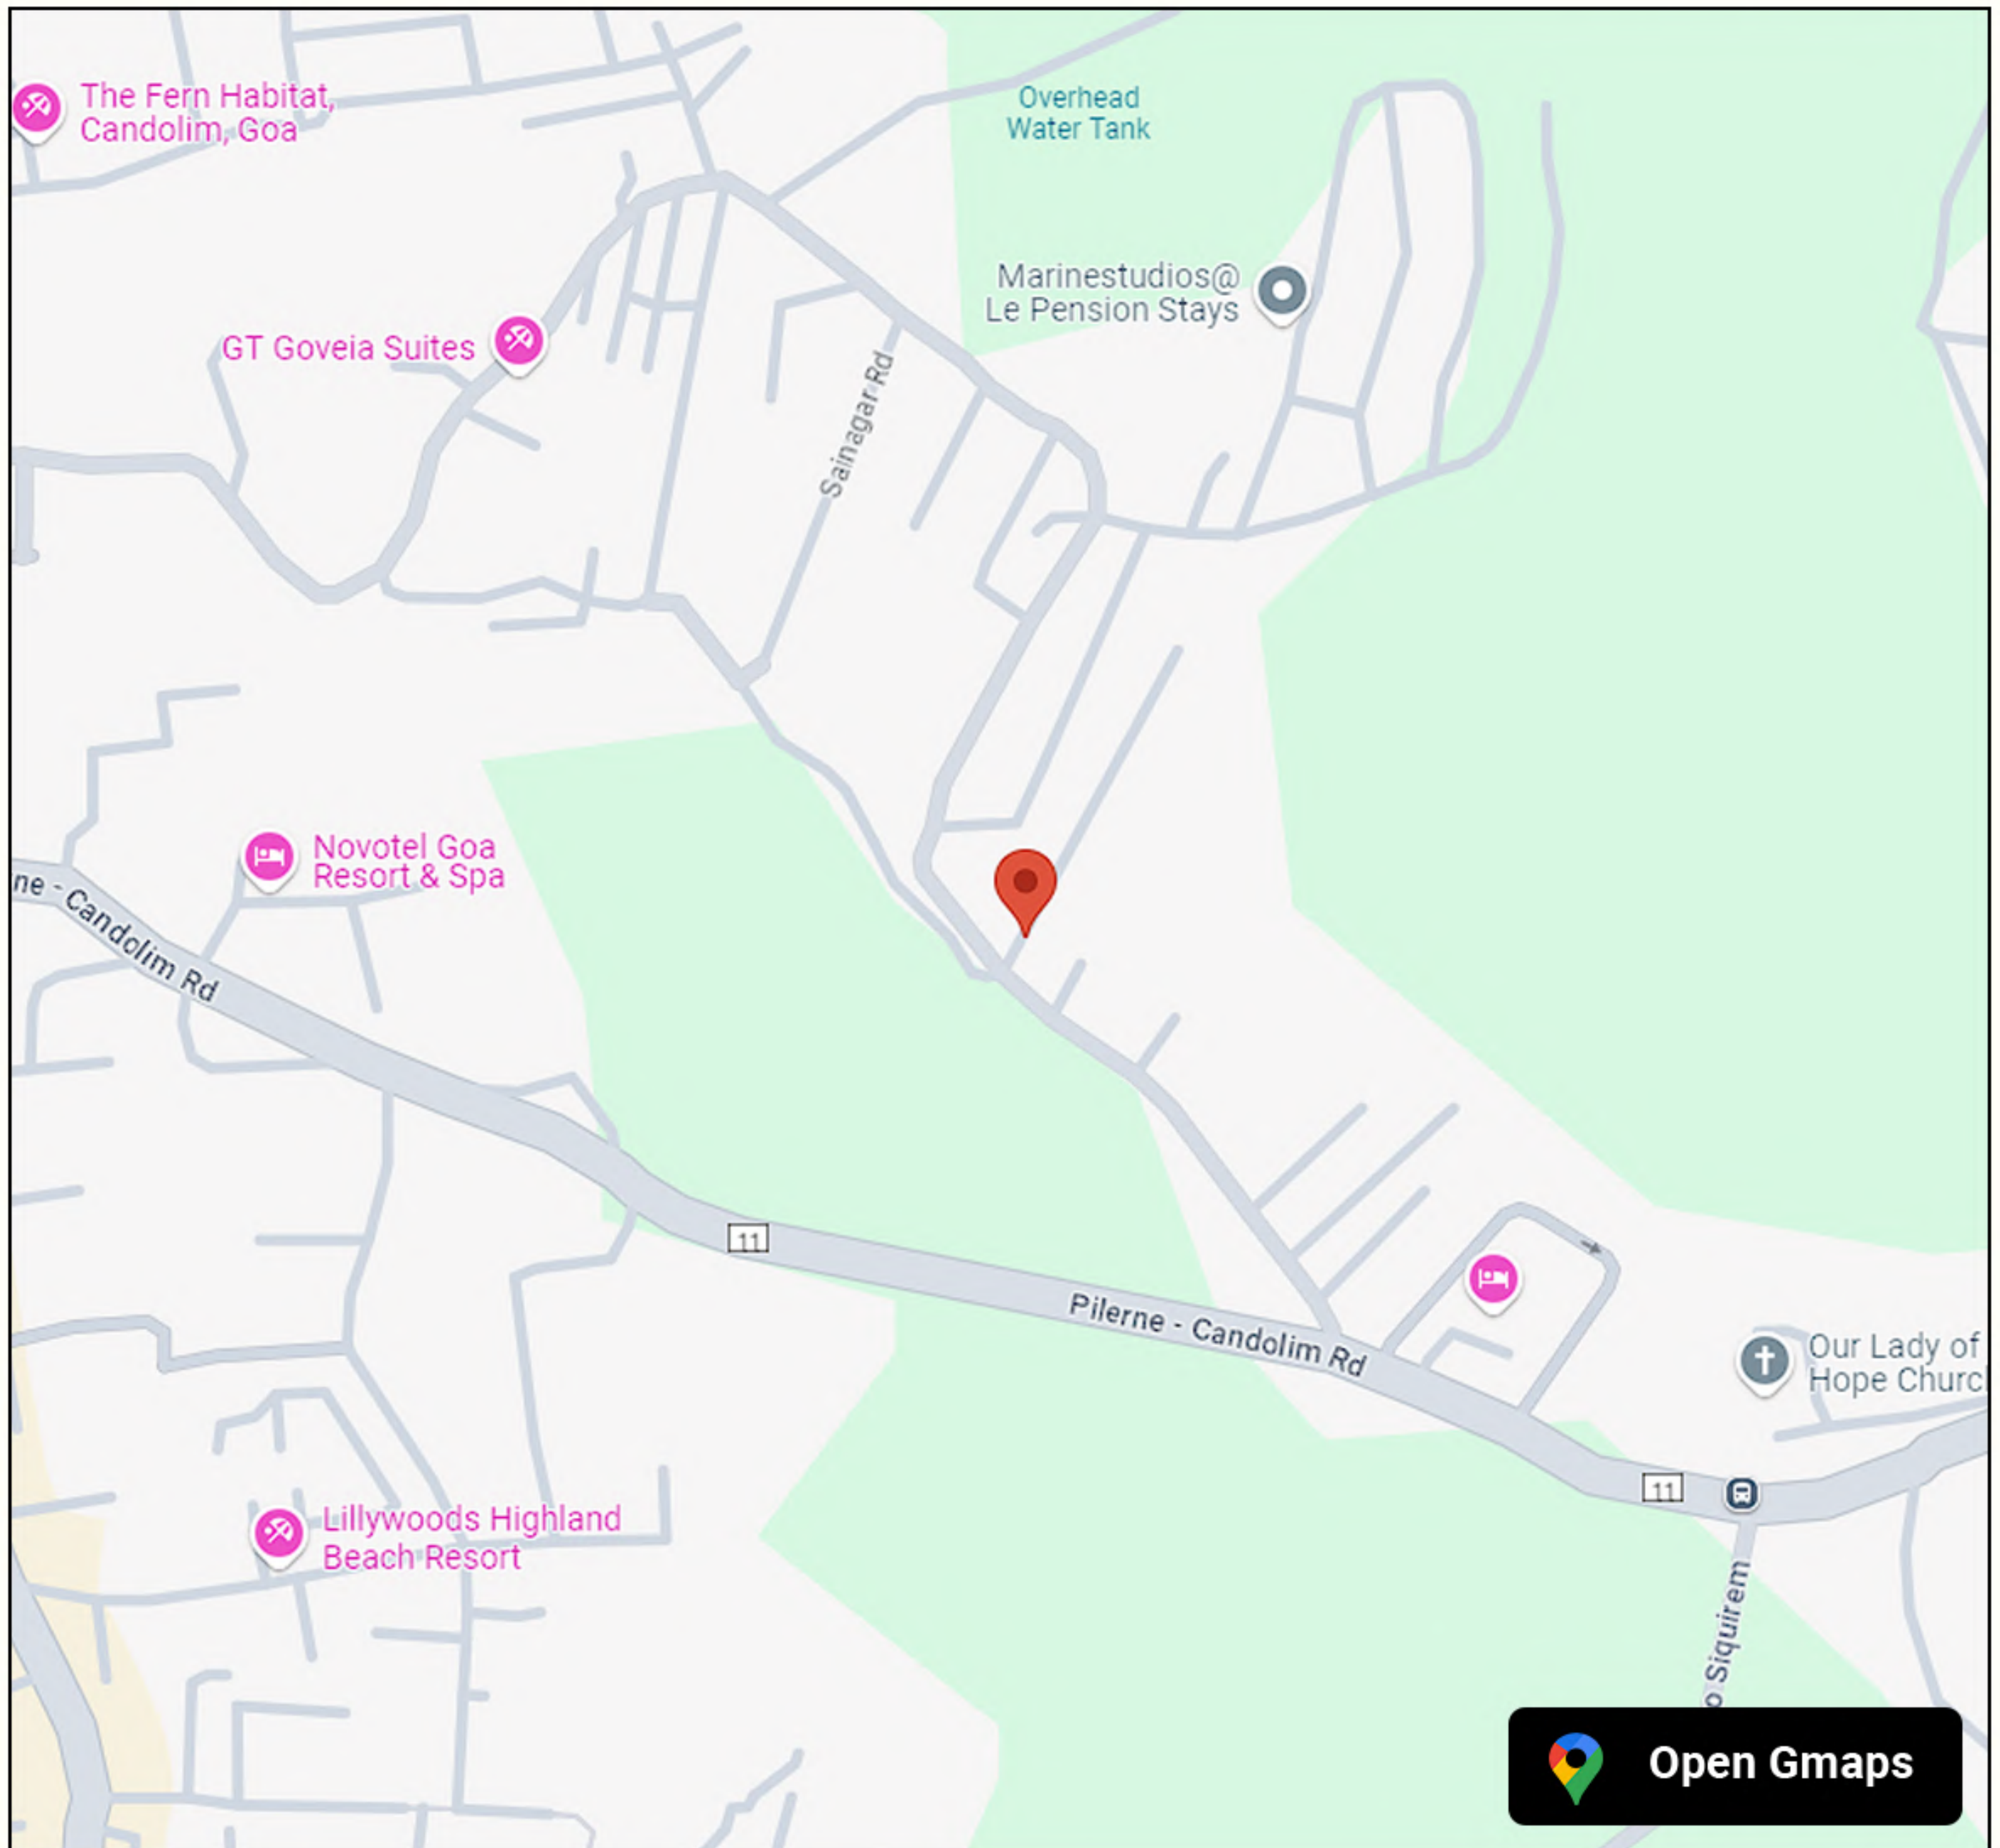 The Fern Habitat,
Candolim, Goa
Overhead
Water Tank
Marinestudios@
Le Pension Stays
GT Goveia Suites
Sainagar Rd
Novotel Goa
Resort & Spa
ne - Candolim Rd
11
Pilerne - Candolim Rd
Our Lady of
Hope Churc
11
Lillywoods Highland
Beach Resort
o Siquirem
Open Gmaps